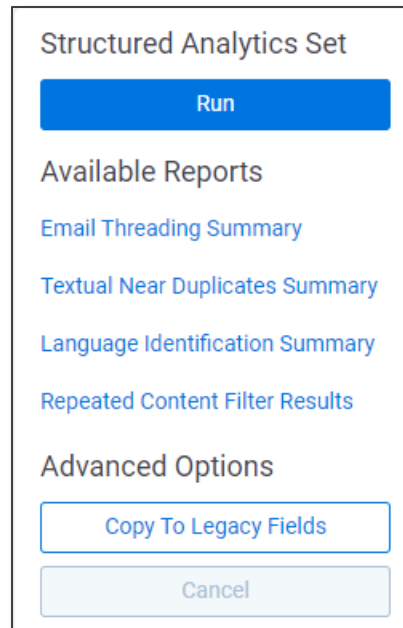 Structured Analytics Set
Run
Available Reports
Email Threading Summary
Textual Near Duplicates Summary
Language Identification Summary
Repeated Content Filter Results
Advanced Options
Copy To Legacy Fields
Cancel